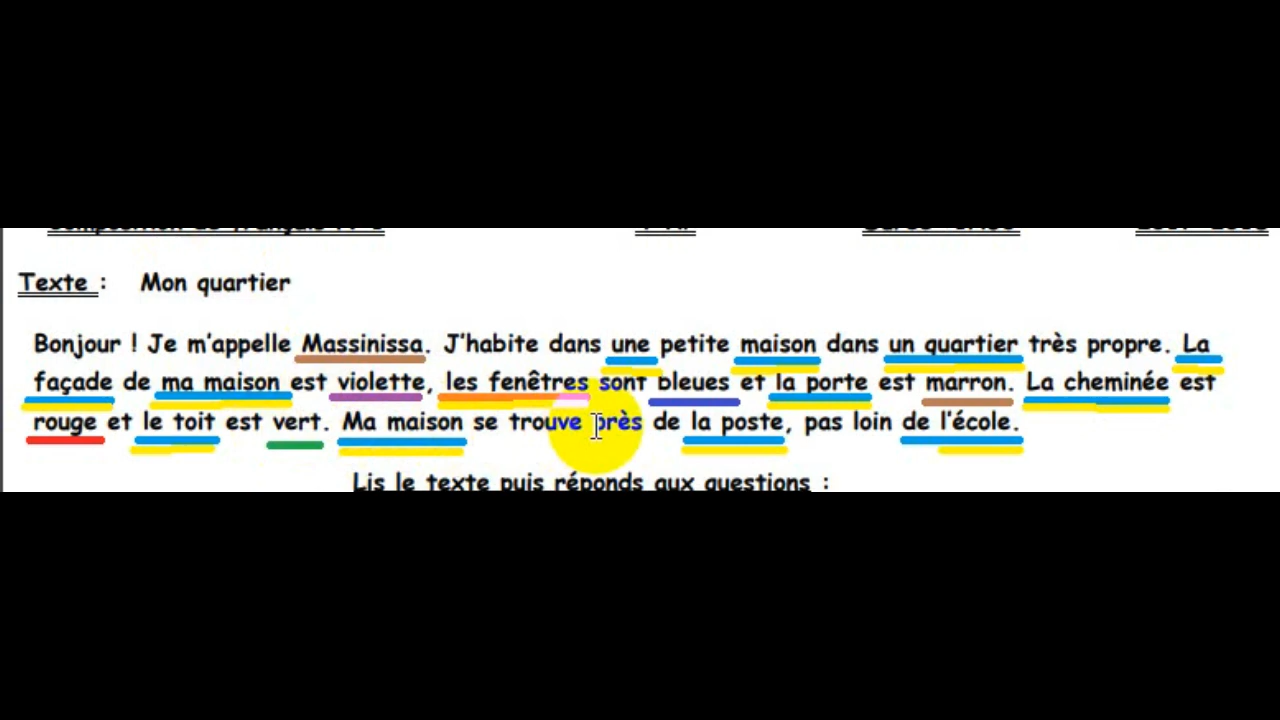 Texte : Mon quartier
Bonjour ! Je m'appelle Massinissa. J'habite dans une petite maison dans un quartier très propre. La
façade de ma maison est violette, les fenêtres sont bleues et la porte est marron. La cheminée est
rouge et le toit est vert. Ma maison se trouve près de la poste, pas loin de l'école.
Lis le texte puis réponds aux questions :